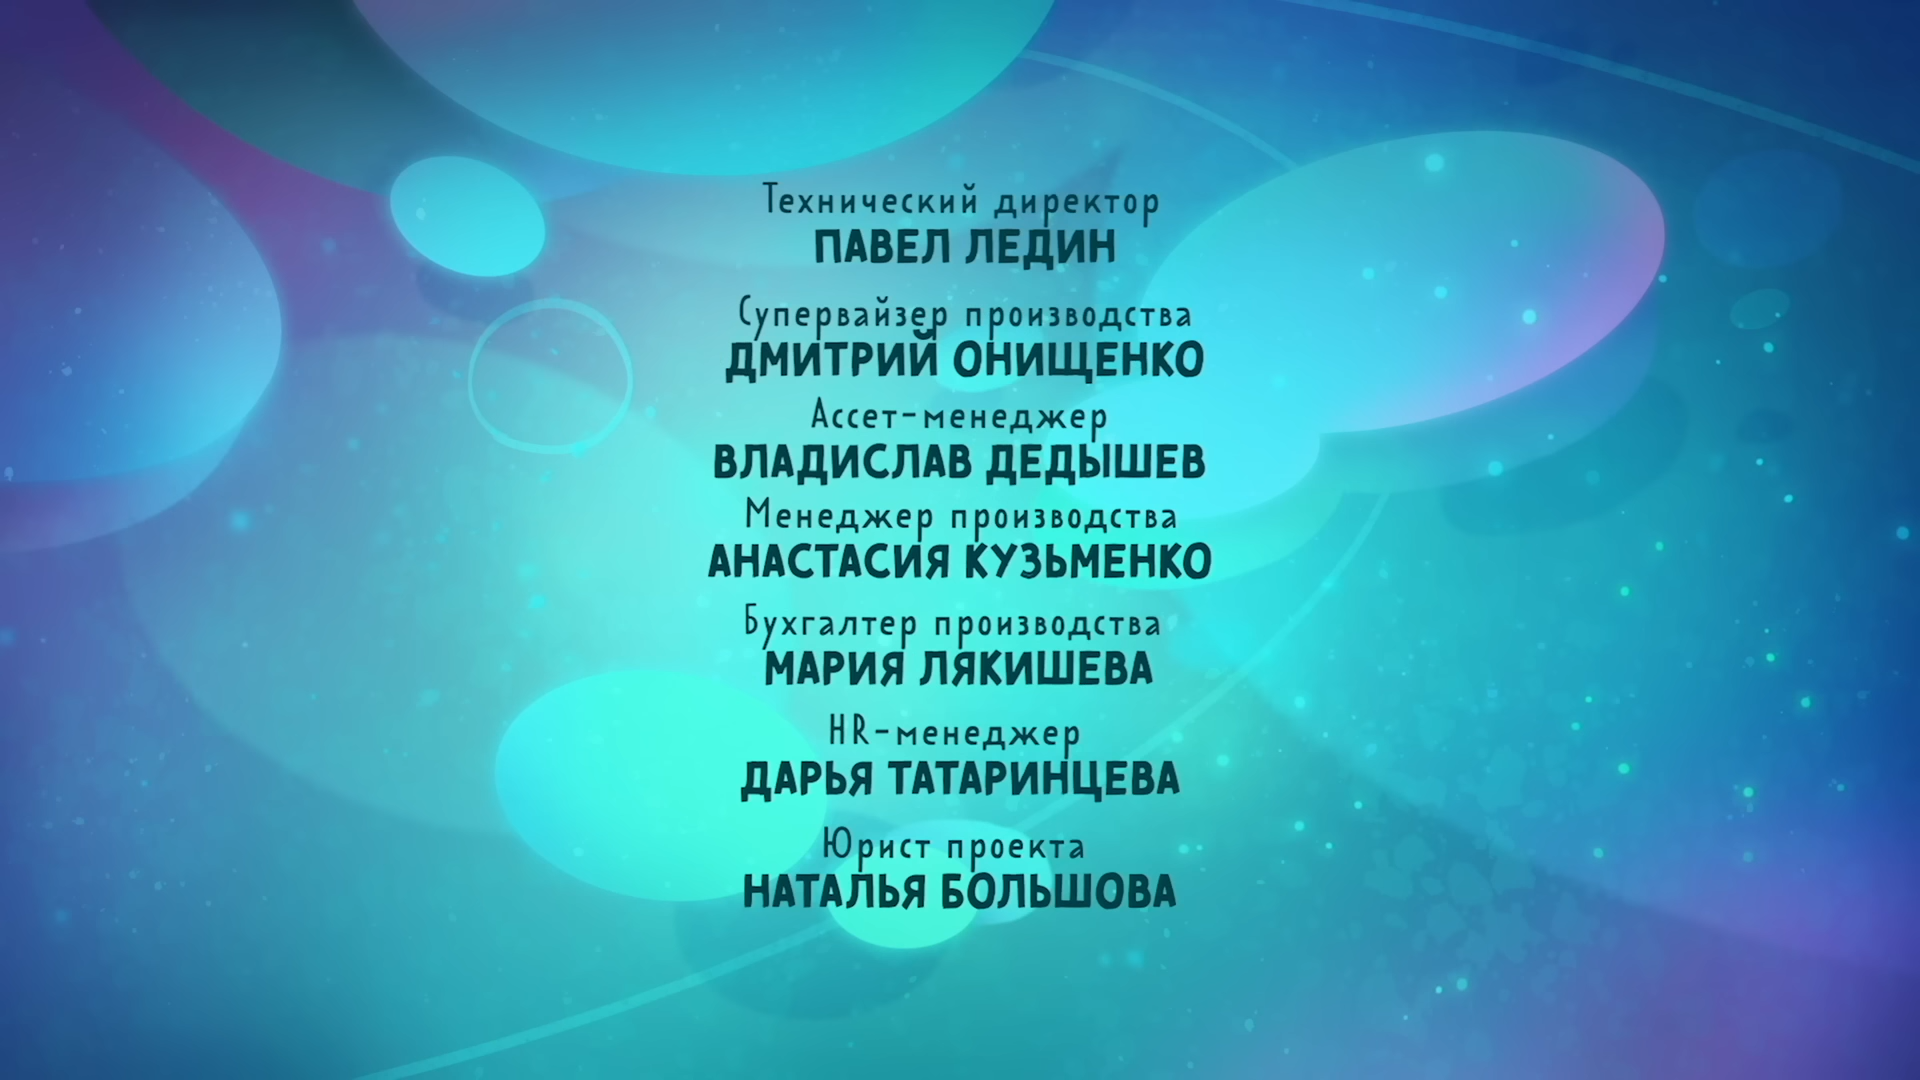 Технический директор
ПАВЕЛ ЛЕДИН
Супервайзер производства
ДМИТРИЙ ОНИЩЕНКО
Ассет-менеджер
ВЛАДИСЛАВ ДЕДЫШЕВ
Менеджер производства
АНАСТАСИЯ КУЗЬМЕНКО
Бухгалтер производства
МАРИЯ ЛЯКИШЕВА
HR-менеджер
ДАРЬЯ ТАТАРИНЦЕВА
Юрист проекта
НАТАЛЬЯ БОЛЬШОВА